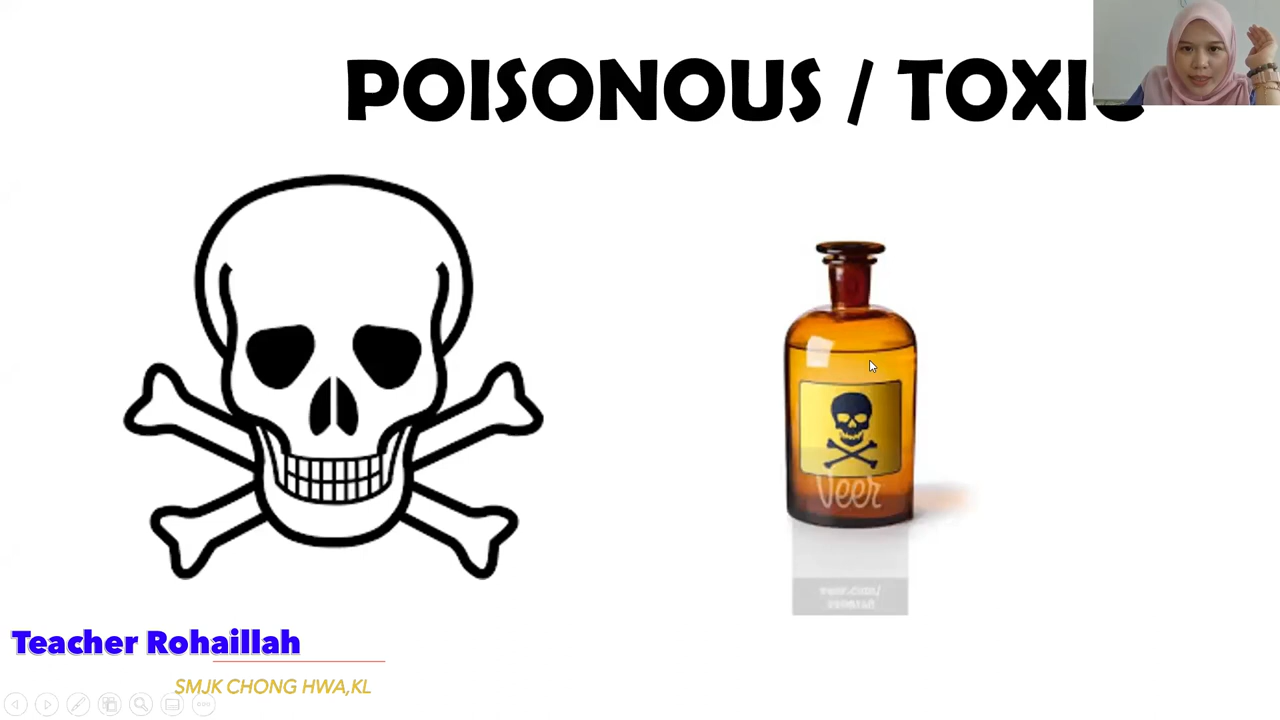 POISONOUS / TOXIC
Veer
Teacher Rohaillah
SMJK CHONG HWA,KL